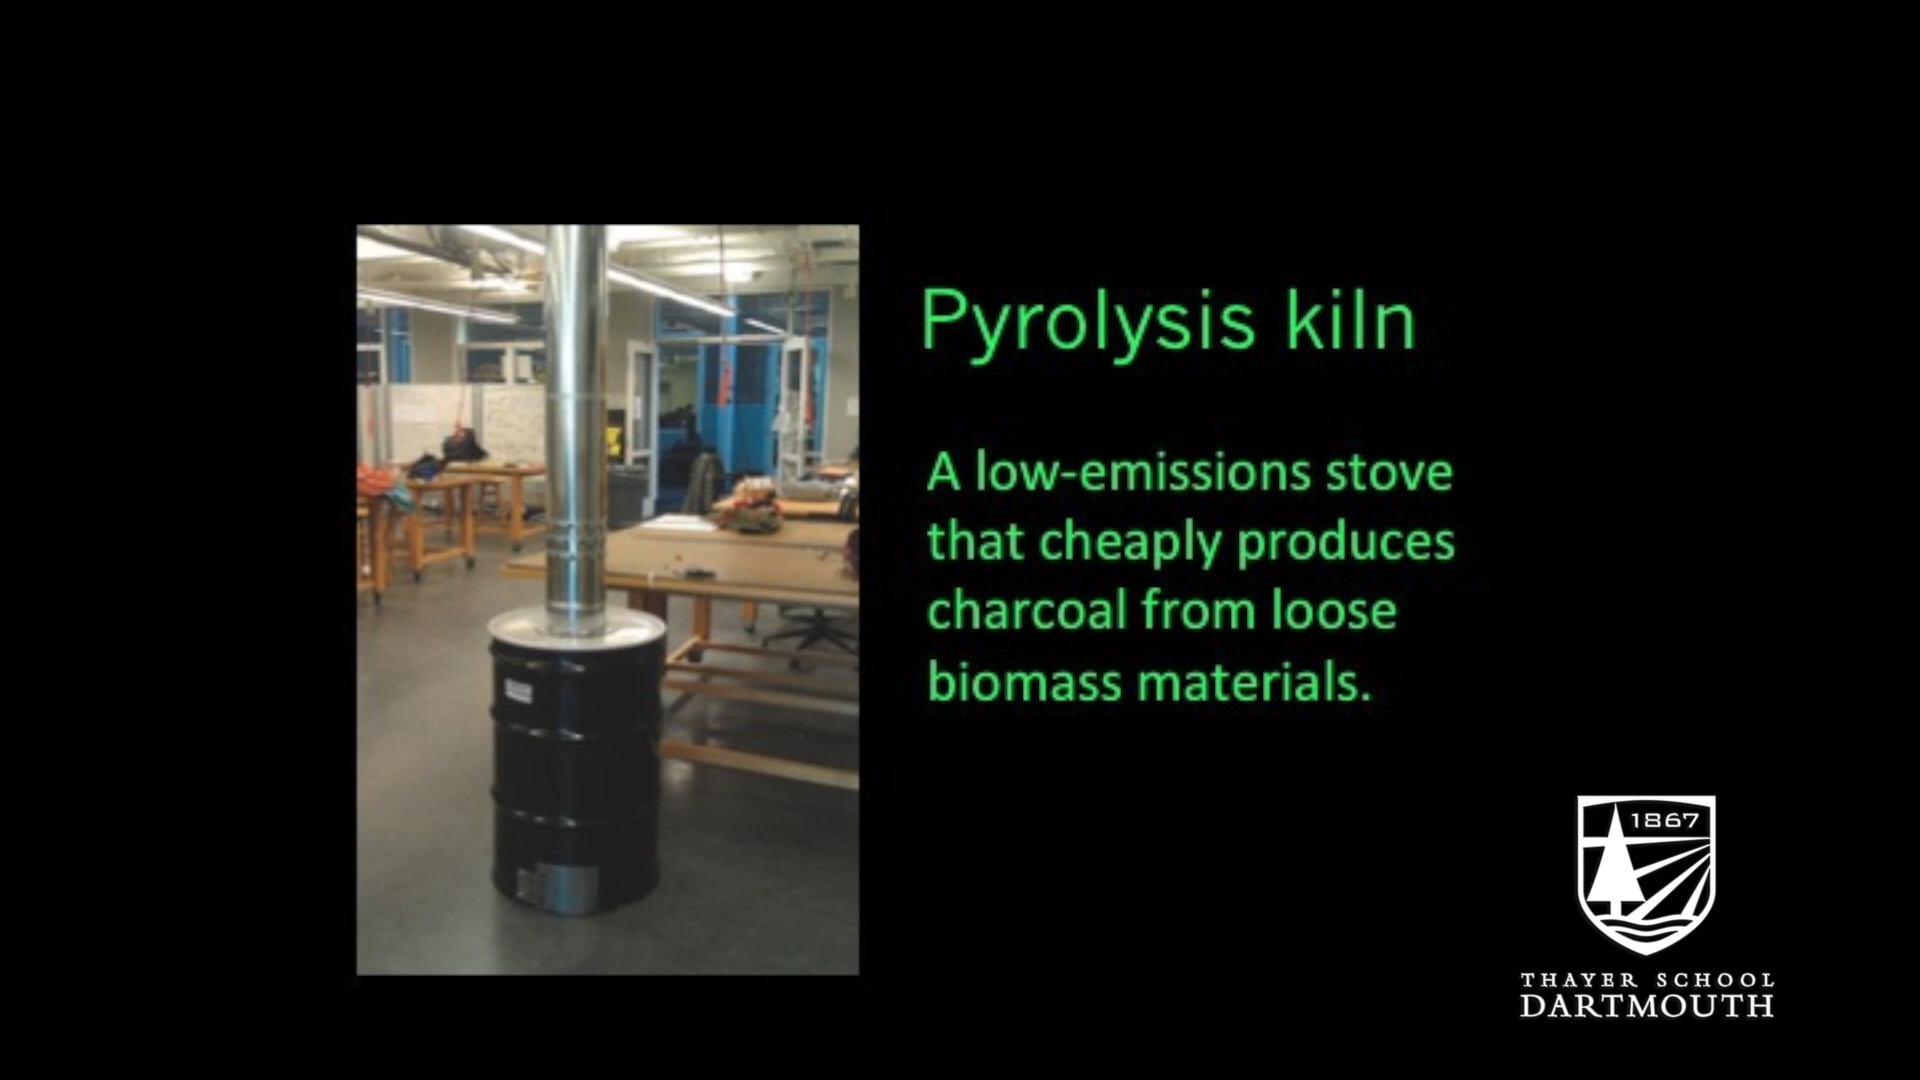 Pyrolysis kiln
A low-emissions stove
that cheaply produces
charcoal from loose
biomass materials.
1867
THAYER SCHOOL
DARTMOUTH